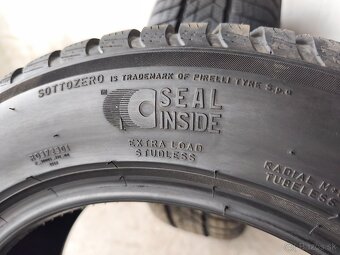 SOTTOZERO IS TRADEMARK OF PIRELLI TYRE S.p.A
SEAL
INSIDE
EXTRA LOAD
STUDLESS
RADIAL
TUBELESS